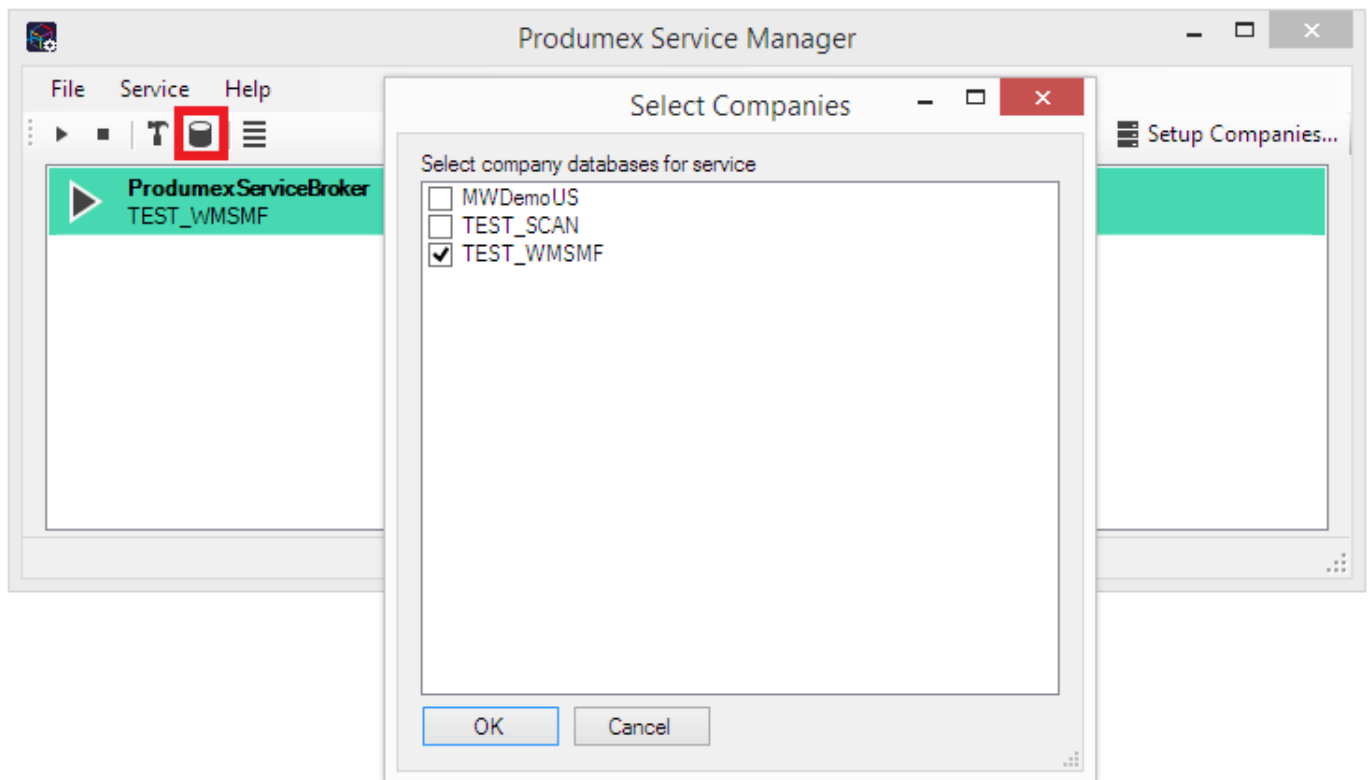 Produmex Service Manager
File Service Help
Select Companies
Setup Companies...
Select company databases for service
ProdumexServiceBroker
TEST_WMSMF
MWDemoUS
TEST_SCAN
TEST_WMSMF
OK Cancel